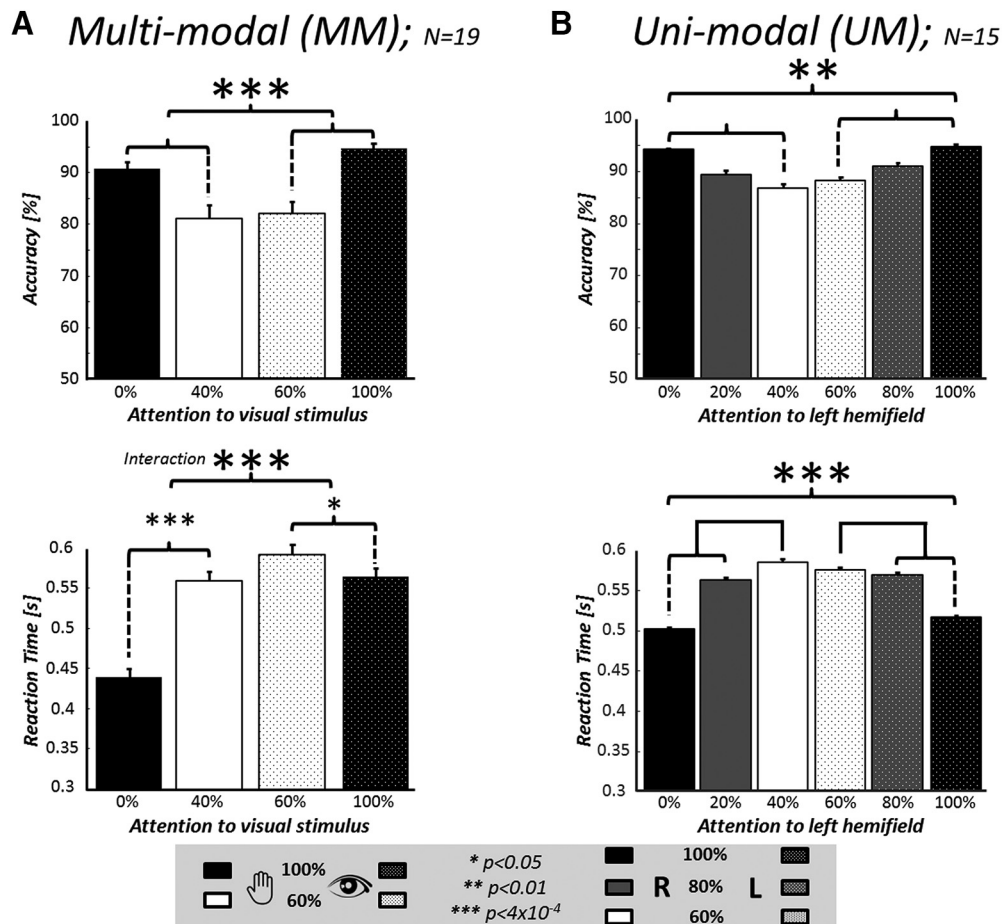 A Multi-modal (MM); N=19
***
Accuracy [%]
100
90
80
90
60
50
0% 40% 60% 100%
Attention to visual stimulus
Interaction ***
***
*
Reaction Time [s]
0.6
0.55
0.5
0.45
0.4
0.35
0.3
0% 40% 60% 100%
Attention to visual stimulus
B Uni-modal (UM); N=15
**
Accuracy [%]
100
90
80
90
60
50
0% 20% 40% 60% 80% 100%
Attention to left hemifield
***
Reaction Time [s]
0.6
0.55
0.5
0.45
0.4
0.35
0.3
0% 20% 40% 60% 80% 100%
Attention to left hemifield
100%
60%
* p<0.05
** p<0.01
*** p<4x10⁻⁴
100%
R 80% L
60%